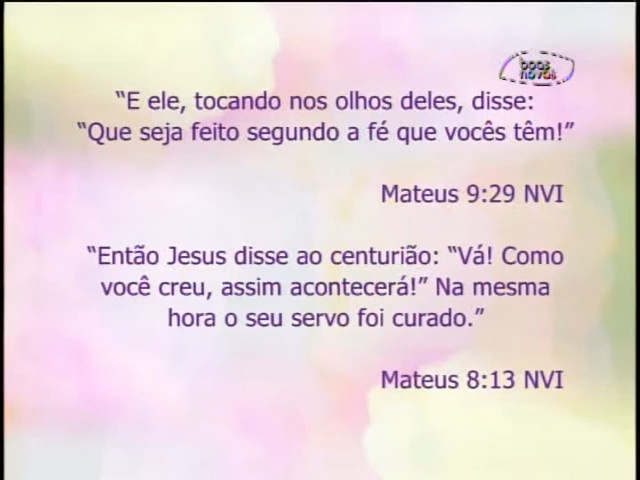 boas
novas
“E ele, tocando nos olhos deles, disse:
“Que seja feito segundo a fé que vocês têm!”
Mateus 9:29 NVI
“Então Jesus disse ao centurião: “Vá! Como
você creu, assim acontecerá!” Na mesma
hora o seu servo foi curado.”
Mateus 8:13 NVI